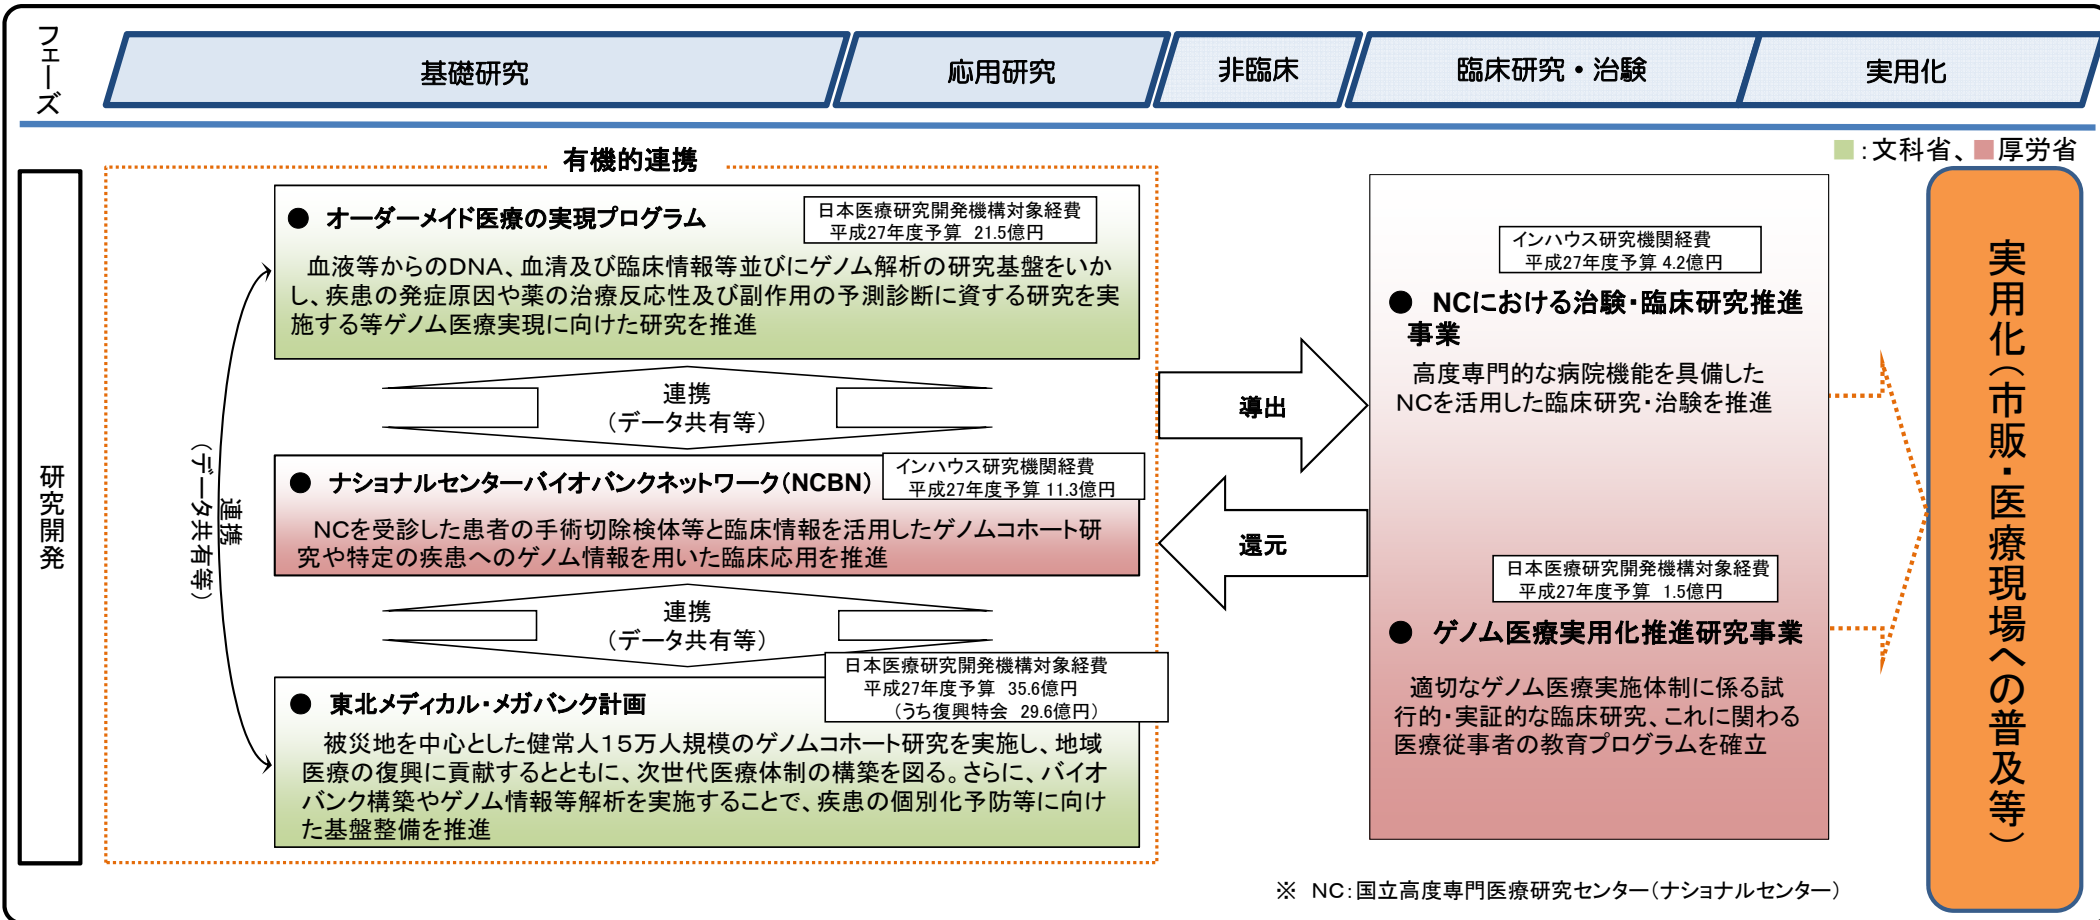 フェーズ
基礎研究
応用研究
非臨床
臨床研究・治験
実用化
■:文科省、■厚労省
研究開発
有機的連携
● オーダーメイド医療の実現プログラム
日本医療研究開発機構対象経費
平成27年度予算 21.5億円
血液等からのDNA、血清及び臨床情報等並びにゲノム解析の研究基盤をいか
し、疾患の発症原因や薬の治療反応性及び副作用の予測診断に資する研究を実
施する等ゲノム医療実現に向けた研究を推進
連携
(データ共有等)
連携
(データ共有等)
● ナショナルセンターバイオバンクネットワーク(NCBN)
インハウス研究機関経費
平成27年度予算 11.3億円
NCを受診した患者の手術切除検体等と臨床情報を活用したゲノムコホート研
究や特定の疾患へのゲノム情報を用いた臨床応用を推進
連携
(データ共有等)
日本医療研究開発機構対象経費
平成27年度予算 35.6億円
(うち復興特会 29.6億円)
● 東北メディカル・メガバンク計画
被災地を中心とした健常人15万人規模のゲノムコホート研究を実施し、地域
医療の復興に貢献するとともに、次世代医療体制の構築を図る。さらに、バイオ
バンク構築やゲノム情報等解析を実施することで、疾患の個別化予防等に向け
た基盤整備を推進
導出
還元
インハウス研究機関経費
平成27年度予算 4.2億円
● NCにおける治験・臨床研究推進
事業
高度専門的な病院機能を具備した
NCを活用した臨床研究・治験を推進
日本医療研究開発機構対象経費
平成27年度予算 1.5億円
● ゲノム医療実用化推進研究事業
適切なゲノム医療実施体制に係る試
行的・実証的な臨床研究、これに関わる
医療従事者の教育プログラムを確立
実用化(市販・医療現場への普及等)
※ NC:国立高度専門医療研究センター(ナショナルセンター)